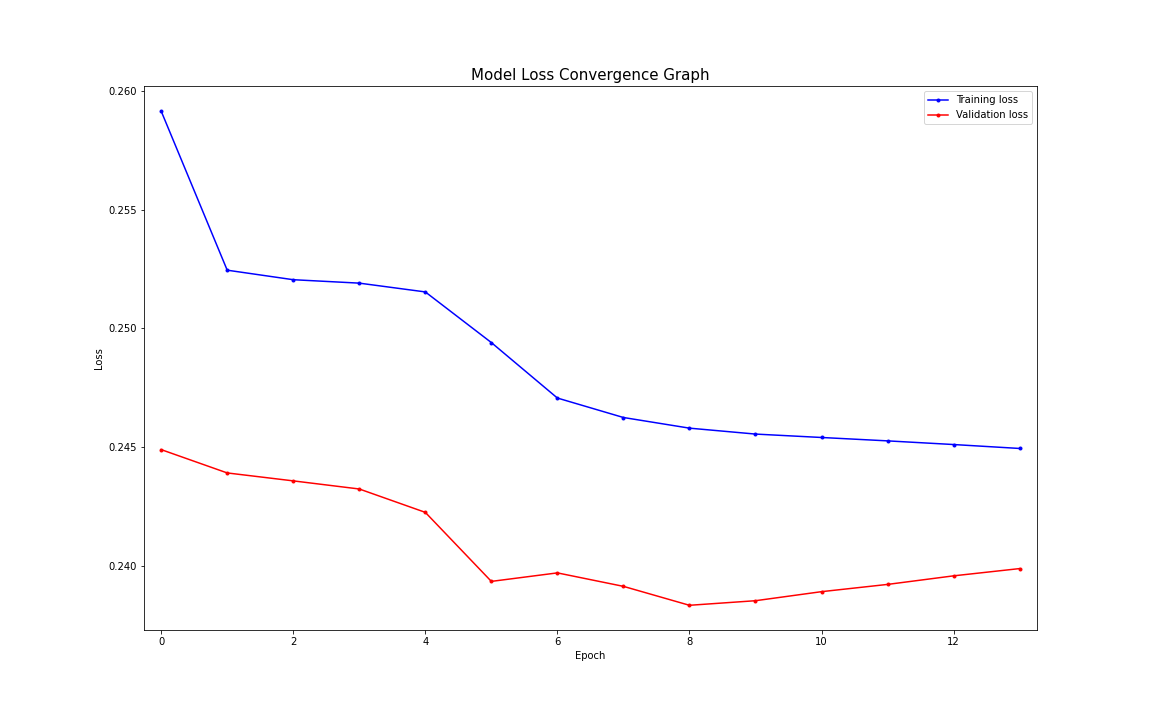 Model Loss Convergence Graph
Training loss
Validation loss
0.260
0.255
0.250
0.245
0.240
Loss
0 2 4 6 8 10 12
Epoch